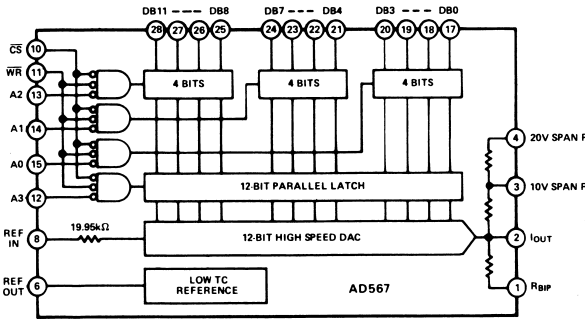 DB11 ---- DB8 DB7 ---- DB4 DB3 ---- DB0
28 27 26 25 24 23 22 21 20 19 18 17
CS 10
WR 11
A2 13
4 BITS 4 BITS 4 BITS
A1 14
A0 15
A3 12
4 20V SPAN R
3 10V SPAN R
12-BIT PARALLEL LATCH
REF IN 8 19.95kΩ
12-BIT HIGH SPEED DAC
2 IOUT
REF OUT 6
LOW TC
REFERENCE
AD567
1 RBIP